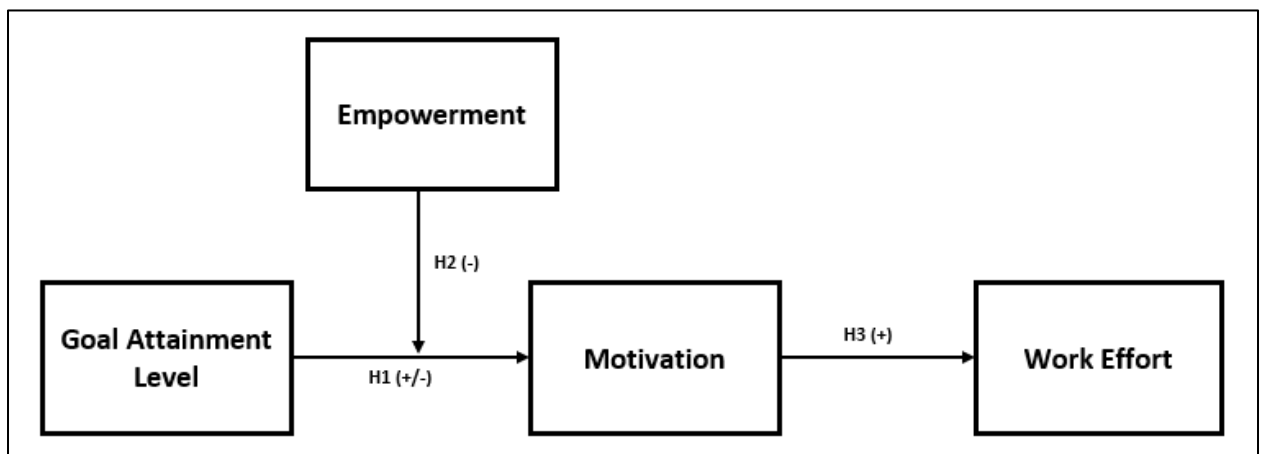 Empowerment
H2 (-)
Goal Attainment
Level
H1 (+/-)
Motivation
H3 (+)
Work Effort